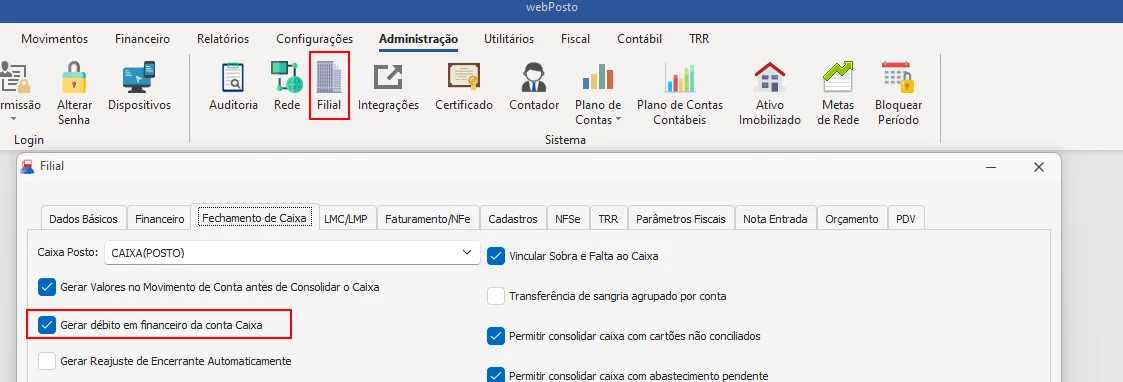 webPosto
Movimentos Financeiro Relatórios Configurações Administração Utilitários Fiscal Contábil TRR
rmissão Alterar Senha Dispositivos Auditoria Rede Filial Integrações Certificado Contador Plano de Contas Plano de Contas Contábeis Ativo Imobilizado Metas de Rede Bloquear Período
Login Sistema
Filial
Dados Básicos Financeiro Fechamento de Caixa LMC/LMP Faturamento/NFe Cadastros NFSe TRR Parâmetros Fiscais Nota Entrada Orçamento PDV
Caixa Posto: CAIXA(POSTO) Vincular Sobra e Falta ao Caixa
Gerar Valores no Movimento de Conta antes de Consolidar o Caixa
Transferência de sangria agrupado por conta
Gerar débito em financeiro da conta Caixa
Permitir consolidar caixa com cartões não conciliados
Gerar Reajuste de Encerrante Automaticamente
Permitir consolidar caixa com abastecimento pendente